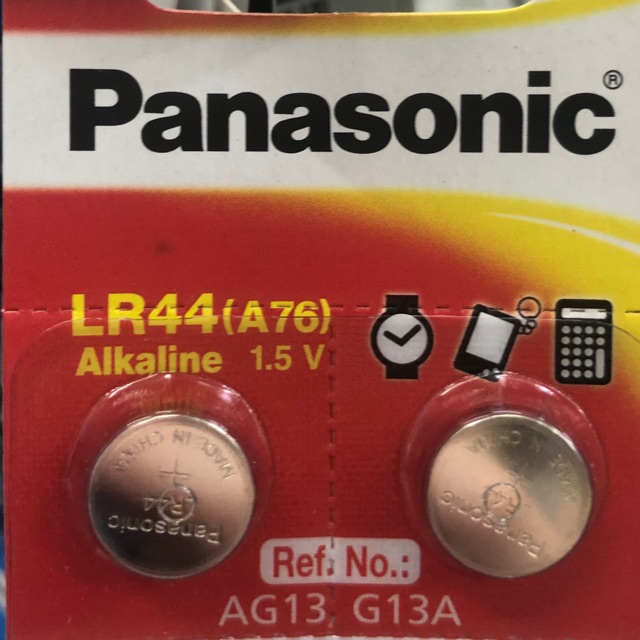 Panasonic®
LR44 (A76)
Alkaline 1.5 V
MADE IN CHINA
+
LR44
Panasonic
MADE IN CHINA
+
LR44
Panasonic
Ref. No.:
AG13, G13A